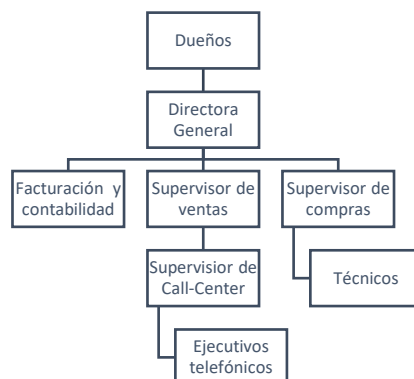 Dueños
Directora
General
Facturación y
contabilidad
Supervisor de
ventas
Supervisor de
compras
Supervisior de
Call-Center
Técnicos
Ejecutivos
telefónicos